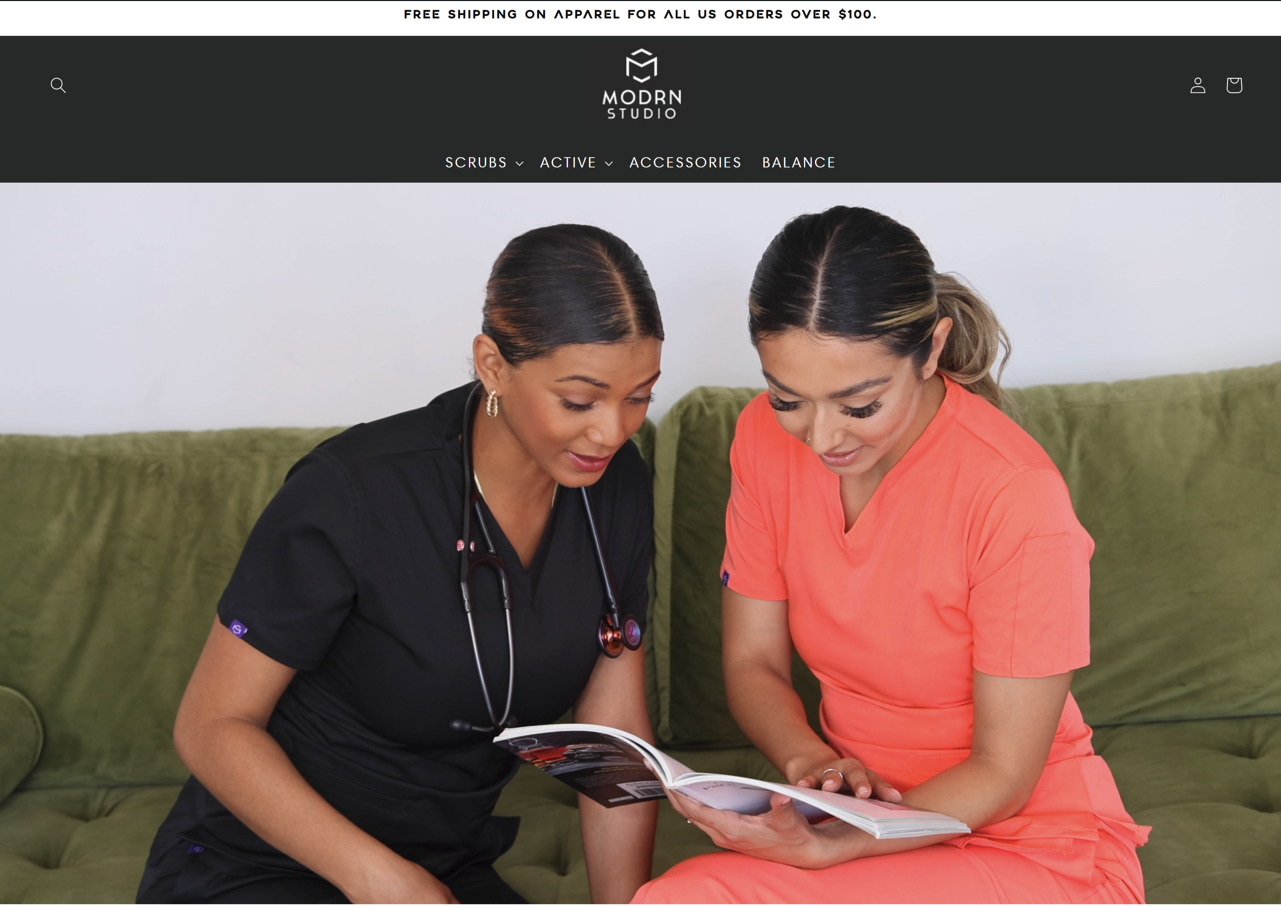 FREE SHIPPING ON APPAREL FOR ALL US ORDERS OVER $100.
MODRN
STUDIO
SCRUBS ACTIVE ACCESSORIES BALANCE